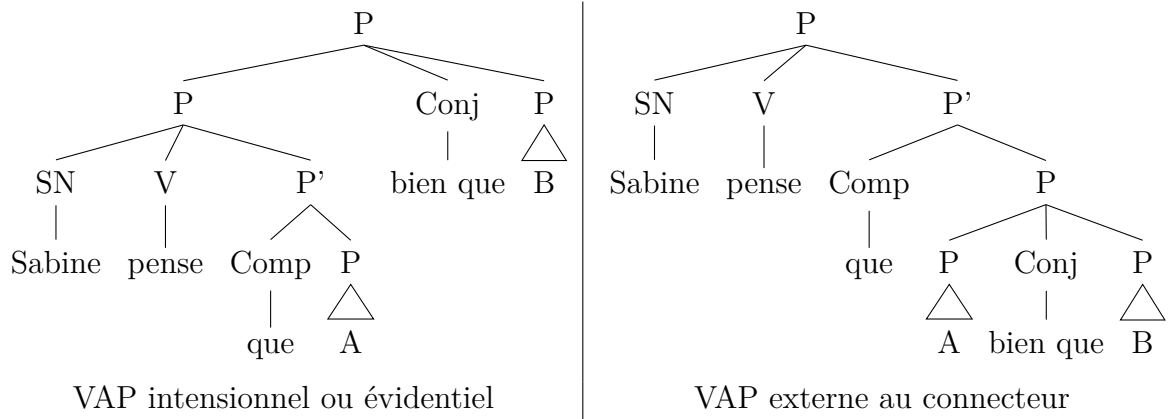 P
P Conj P
SN V P' bien que B
Sabine pense Comp P
que A
VAP intensionnel ou évidentiel
P
SN V P'
Sabine pense Comp P
que P Conj P
A bien que B
VAP externe au connecteur